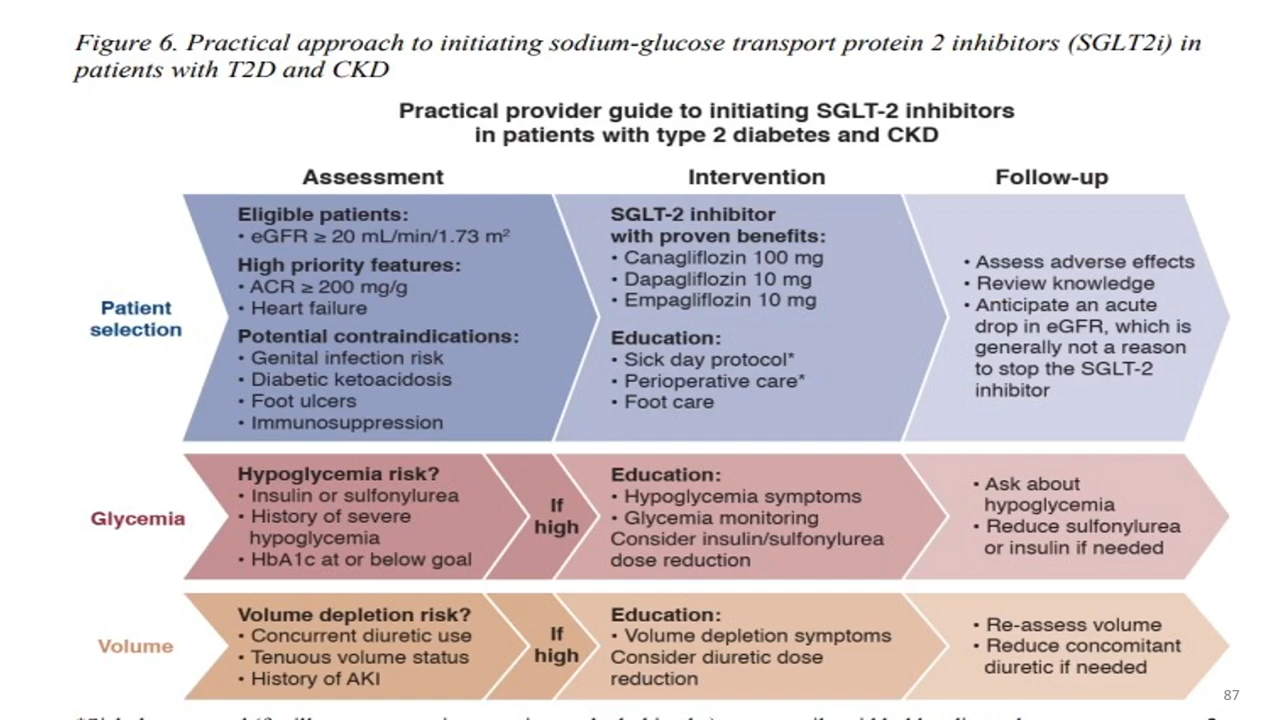 Figure 6. Practical approach to initiating sodium-glucose transport protein 2 inhibitors (SGLT2i) in
patients with T2D and CKD
Practical provider guide to initiating SGLT-2 inhibitors
in patients with type 2 diabetes and CKD
Assessment
Intervention
Follow-up
Patient
selection
Eligible patients:
• eGFR ≥ 20 mL/min/1.73 m²
High priority features:
• ACR ≥ 200 mg/g
• Heart failure
Potential contraindications:
• Genital infection risk
• Diabetic ketoacidosis
• Foot ulcers
• Immunosuppression
SGLT-2 inhibitor
with proven benefits:
• Canagliflozin 100 mg
• Dapagliflozin 10 mg
• Empagliflozin 10 mg
Education:
• Sick day protocol*
• Perioperative care*
• Foot care
• Assess adverse effects
• Review knowledge
• Anticipate an acute
drop in eGFR, which is
generally not a reason
to stop the SGLT-2
inhibitor
Glycemia
Hypoglycemia risk?
• Insulin or sulfonylurea
• History of severe
hypoglycemia
• HbA1c at or below goal
If
high
Education:
• Hypoglycemia symptoms
• Glycemia monitoring
Consider insulin/sulfonylurea
dose reduction
• Ask about
hypoglycemia
• Reduce sulfonylurea
or insulin if needed
Volume
Volume depletion risk?
• Concurrent diuretic use
• Tenuous volume status
• History of AKI
If
high
Education:
• Volume depletion symptoms
Consider diuretic dose
reduction
• Re-assess volume
• Reduce concomitant
diuretic if needed
87